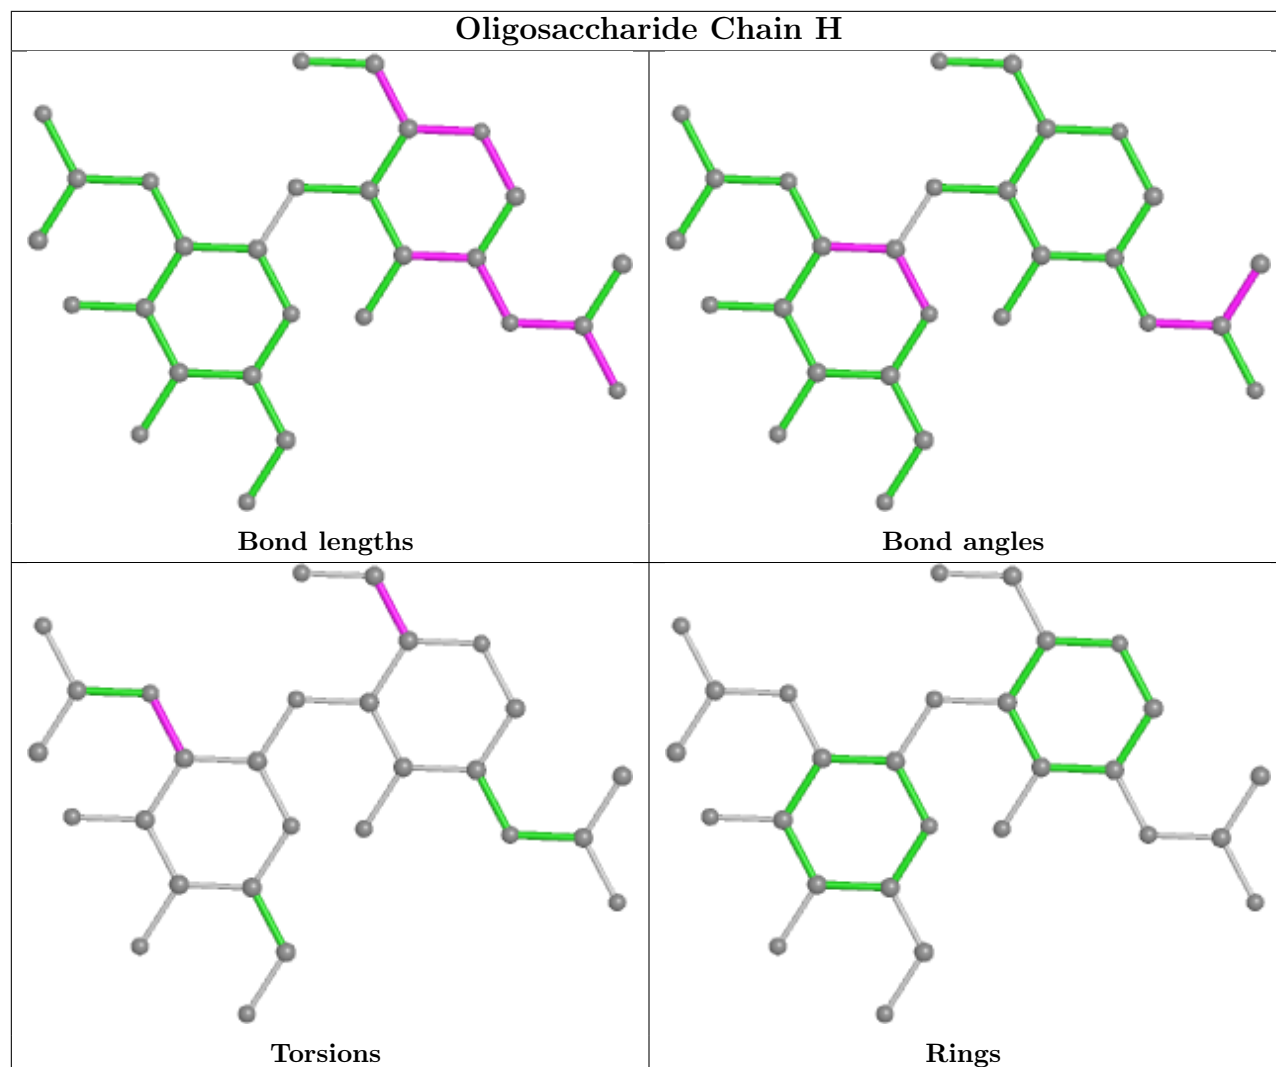 Oligosaccharide Chain H
Bond lengths
Bond angles
Torsions
Rings